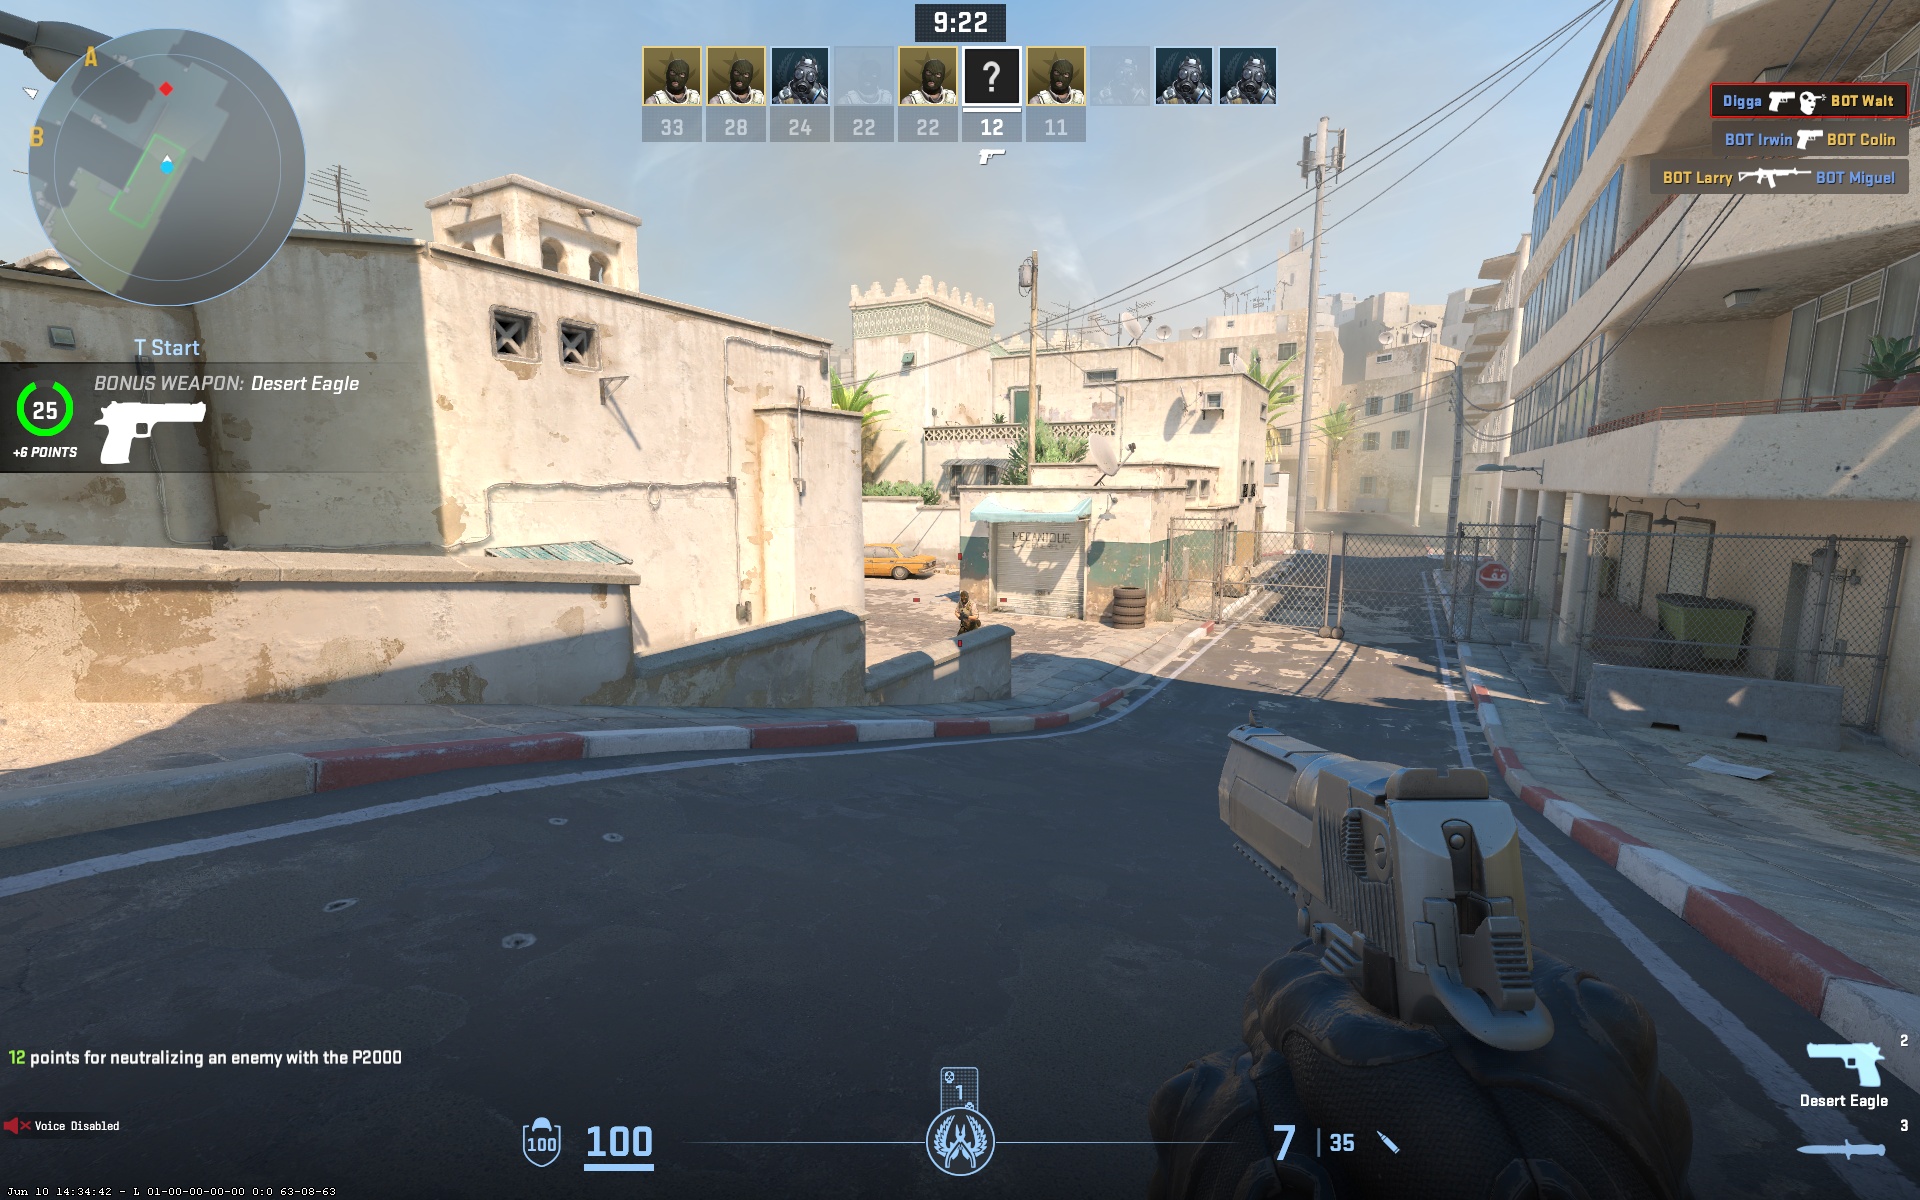 9:22
A
B
?
33 28 24 22 22 12 11
Digga BOT Walt
BOT Irwin BOT Colin
BOT Larry BOT Miguel
T Start
BONUS WEAPON: Desert Eagle
25
+6 POINTS
MECANIQUE
12 points for neutralizing an enemy with the P2000
Voice Disabled
100 100
1
7 | 35
2
Desert Eagle
3
Jun 10 14:34:42 - L 01-00-00-00-00 0:0 63-08-63